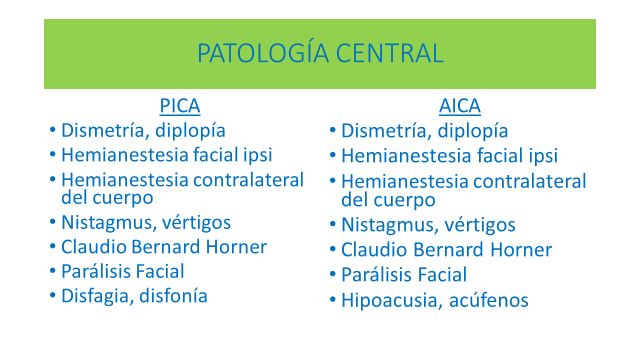 PATOLOGÍA CENTRAL
PICA
• Dismetría, diplopía
• Hemianestesia facial ipsi
• Hemianestesia contralateral
del cuerpo
• Nistagmus, vértigos
• Claudio Bernard Horner
• Parálisis Facial
• Disfagia, disfonía
AICA
• Dismetría, diplopía
• Hemianestesia facial ipsi
• Hemianestesia contralateral
del cuerpo
• Nistagmus, vértigos
• Claudio Bernard Horner
• Parálisis Facial
• Hipoacusia, acúfenos